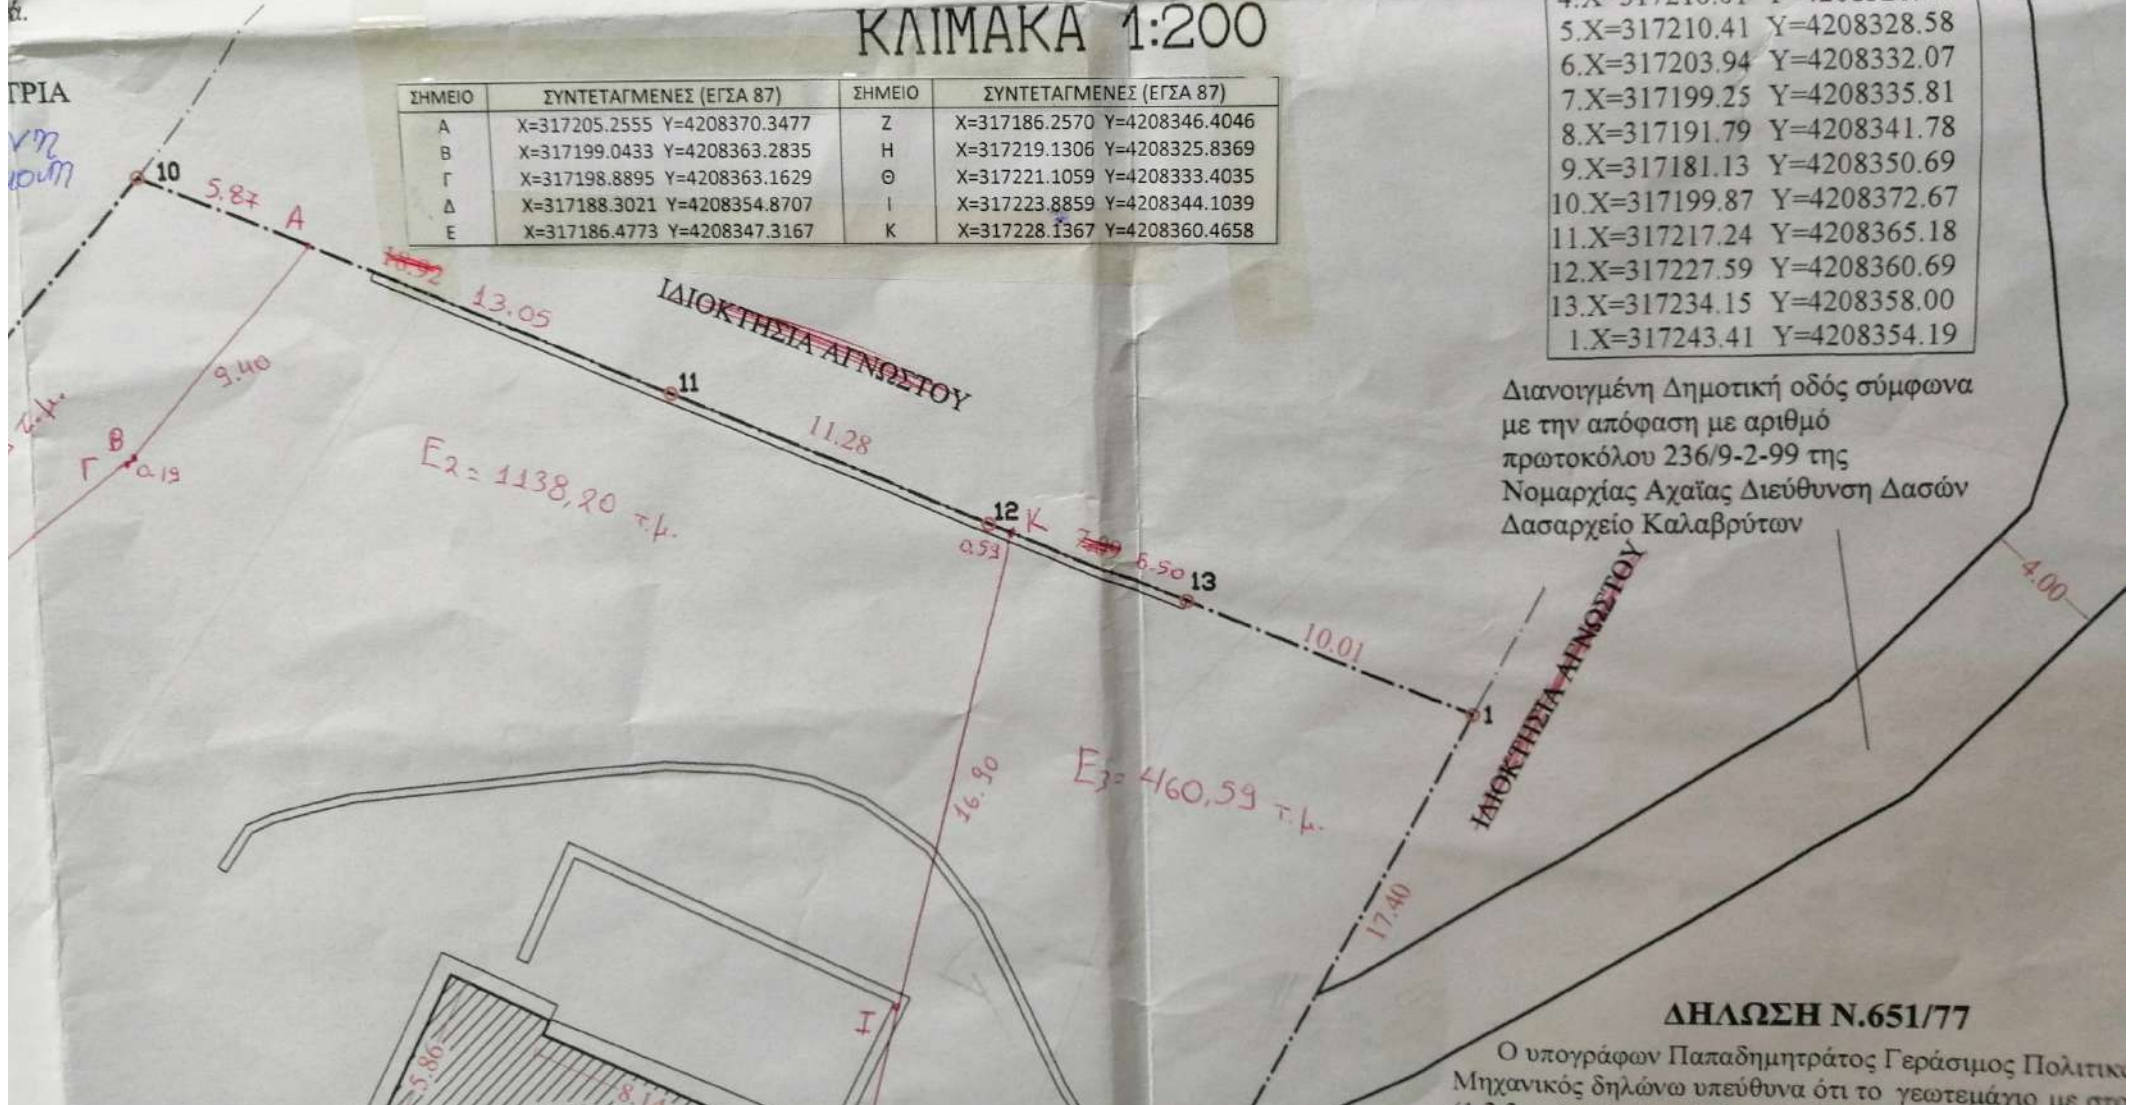 ά.
ΚΛΙΜΑΚΑ 1:200
ΤΡΙΑ
ΣΗΜΕΙΟ ΣΥΝΤΕΤΑΓΜΕΝΕΣ (ΕΓΣΑ 87) ΣΗΜΕΙΟ ΣΥΝΤΕΤΑΓΜΕΝΕΣ (ΕΓΣΑ 87)
Α X=317205.2555 Y=4208370.3477 Ζ X=317186.2570 Y=4208346.4046
Β X=317199.0433 Y=4208363.2835 Η X=317219.1306 Y=4208325.8369
Γ X=317198.8895 Y=4208363.1629 Θ X=317221.1059 Y=4208333.4035
Δ X=317188.3021 Y=4208354.8707 Ι X=317223.8859 Y=4208344.1039
Ε X=317186.4773 Y=4208347.3167 Κ X=317228.1367 Y=4208360.4658
5.X=317210.41 Y=4208328.58
6.X=317203.94 Y=4208332.07
7.X=317199.25 Y=4208335.81
8.X=317191.79 Y=4208341.78
9.X=317181.13 Y=4208350.69
10.X=317199.87 Y=4208372.67
11.X=317217.24 Y=4208365.18
12.X=317227.59 Y=4208360.69
13.X=317234.15 Y=4208358.00
1.X=317243.41 Y=4208354.19
10
5.87
Α
18.92
13.05
ΙΔΙΟΚΤΗΣΙΑ ΑΓΝΩΣΤΟΥ
9.40
11
11.28
Β
Γ
0.19
τ.μ.
Ε2 = 1138,20 τ.μ.
12
Κ
0.59
6.50
13
10.01
1
ΙΔΙΟΚΤΗΣΙΑ ΑΓΝΩΣΤΟΥ
Διανοιγμένη Δημοτική οδός σύμφωνα
με την απόφαση με αριθμό
πρωτοκόλου 236/9-2-99 της
Νομαρχίας Αχαΐας Διεύθυνση Δασών
Δασαρχείο Καλαβρύτων
4.00
16.90
Ε3= 460,59 τ.μ.
17.40
Ι
5.86
8.14
ΔΗΛΩΣΗ Ν.651/77
Ο υπογράφων Παπαδημητράτος Γεράσιμος Πολιτικ
Μηχανικός δηλώνω υπεύθυνα ότι το γεωτεμάχιο με στο